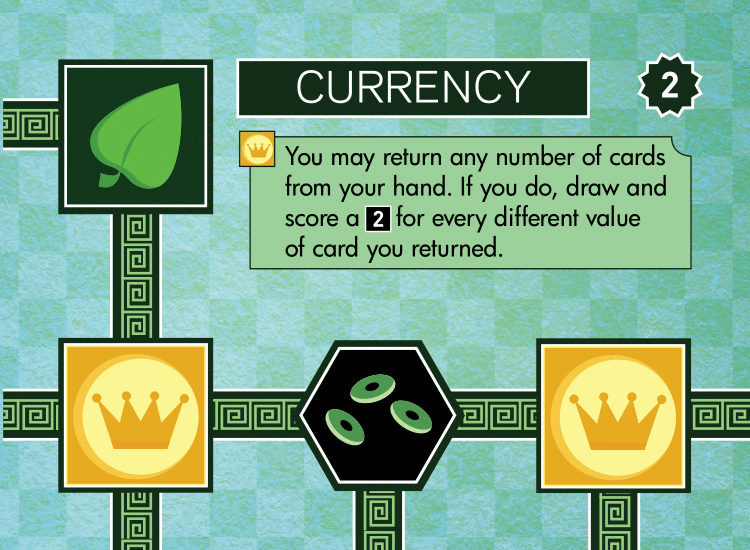 CURRENCY
2
You may return any number of cards
from your hand. If you do, draw and
score a 2 for every different value
of card you returned.